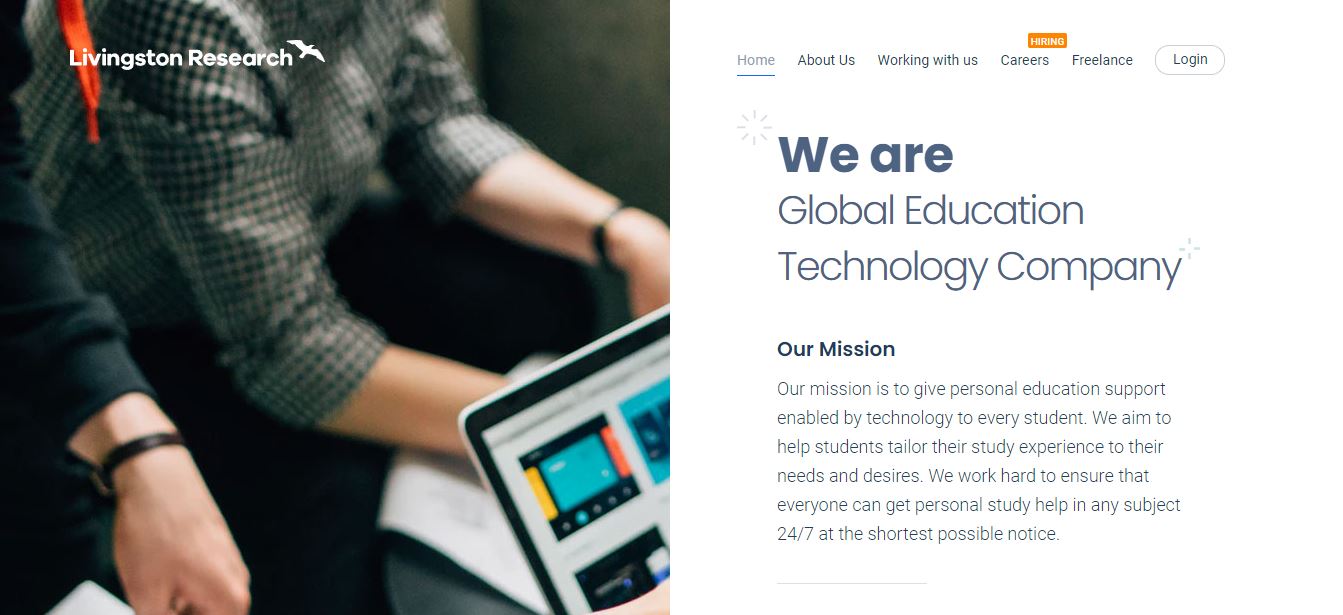 Livingston Research
HIRING
Home About Us Working with us Careers Freelance Login
We are
Global Education
Technology Company
Our Mission
Our mission is to give personal education support
enabled by technology to every student. We aim to
help students tailor their study experience to their
needs and desires. We work hard to ensure that
everyone can get personal study help in any subject
24/7 at the shortest possible notice.